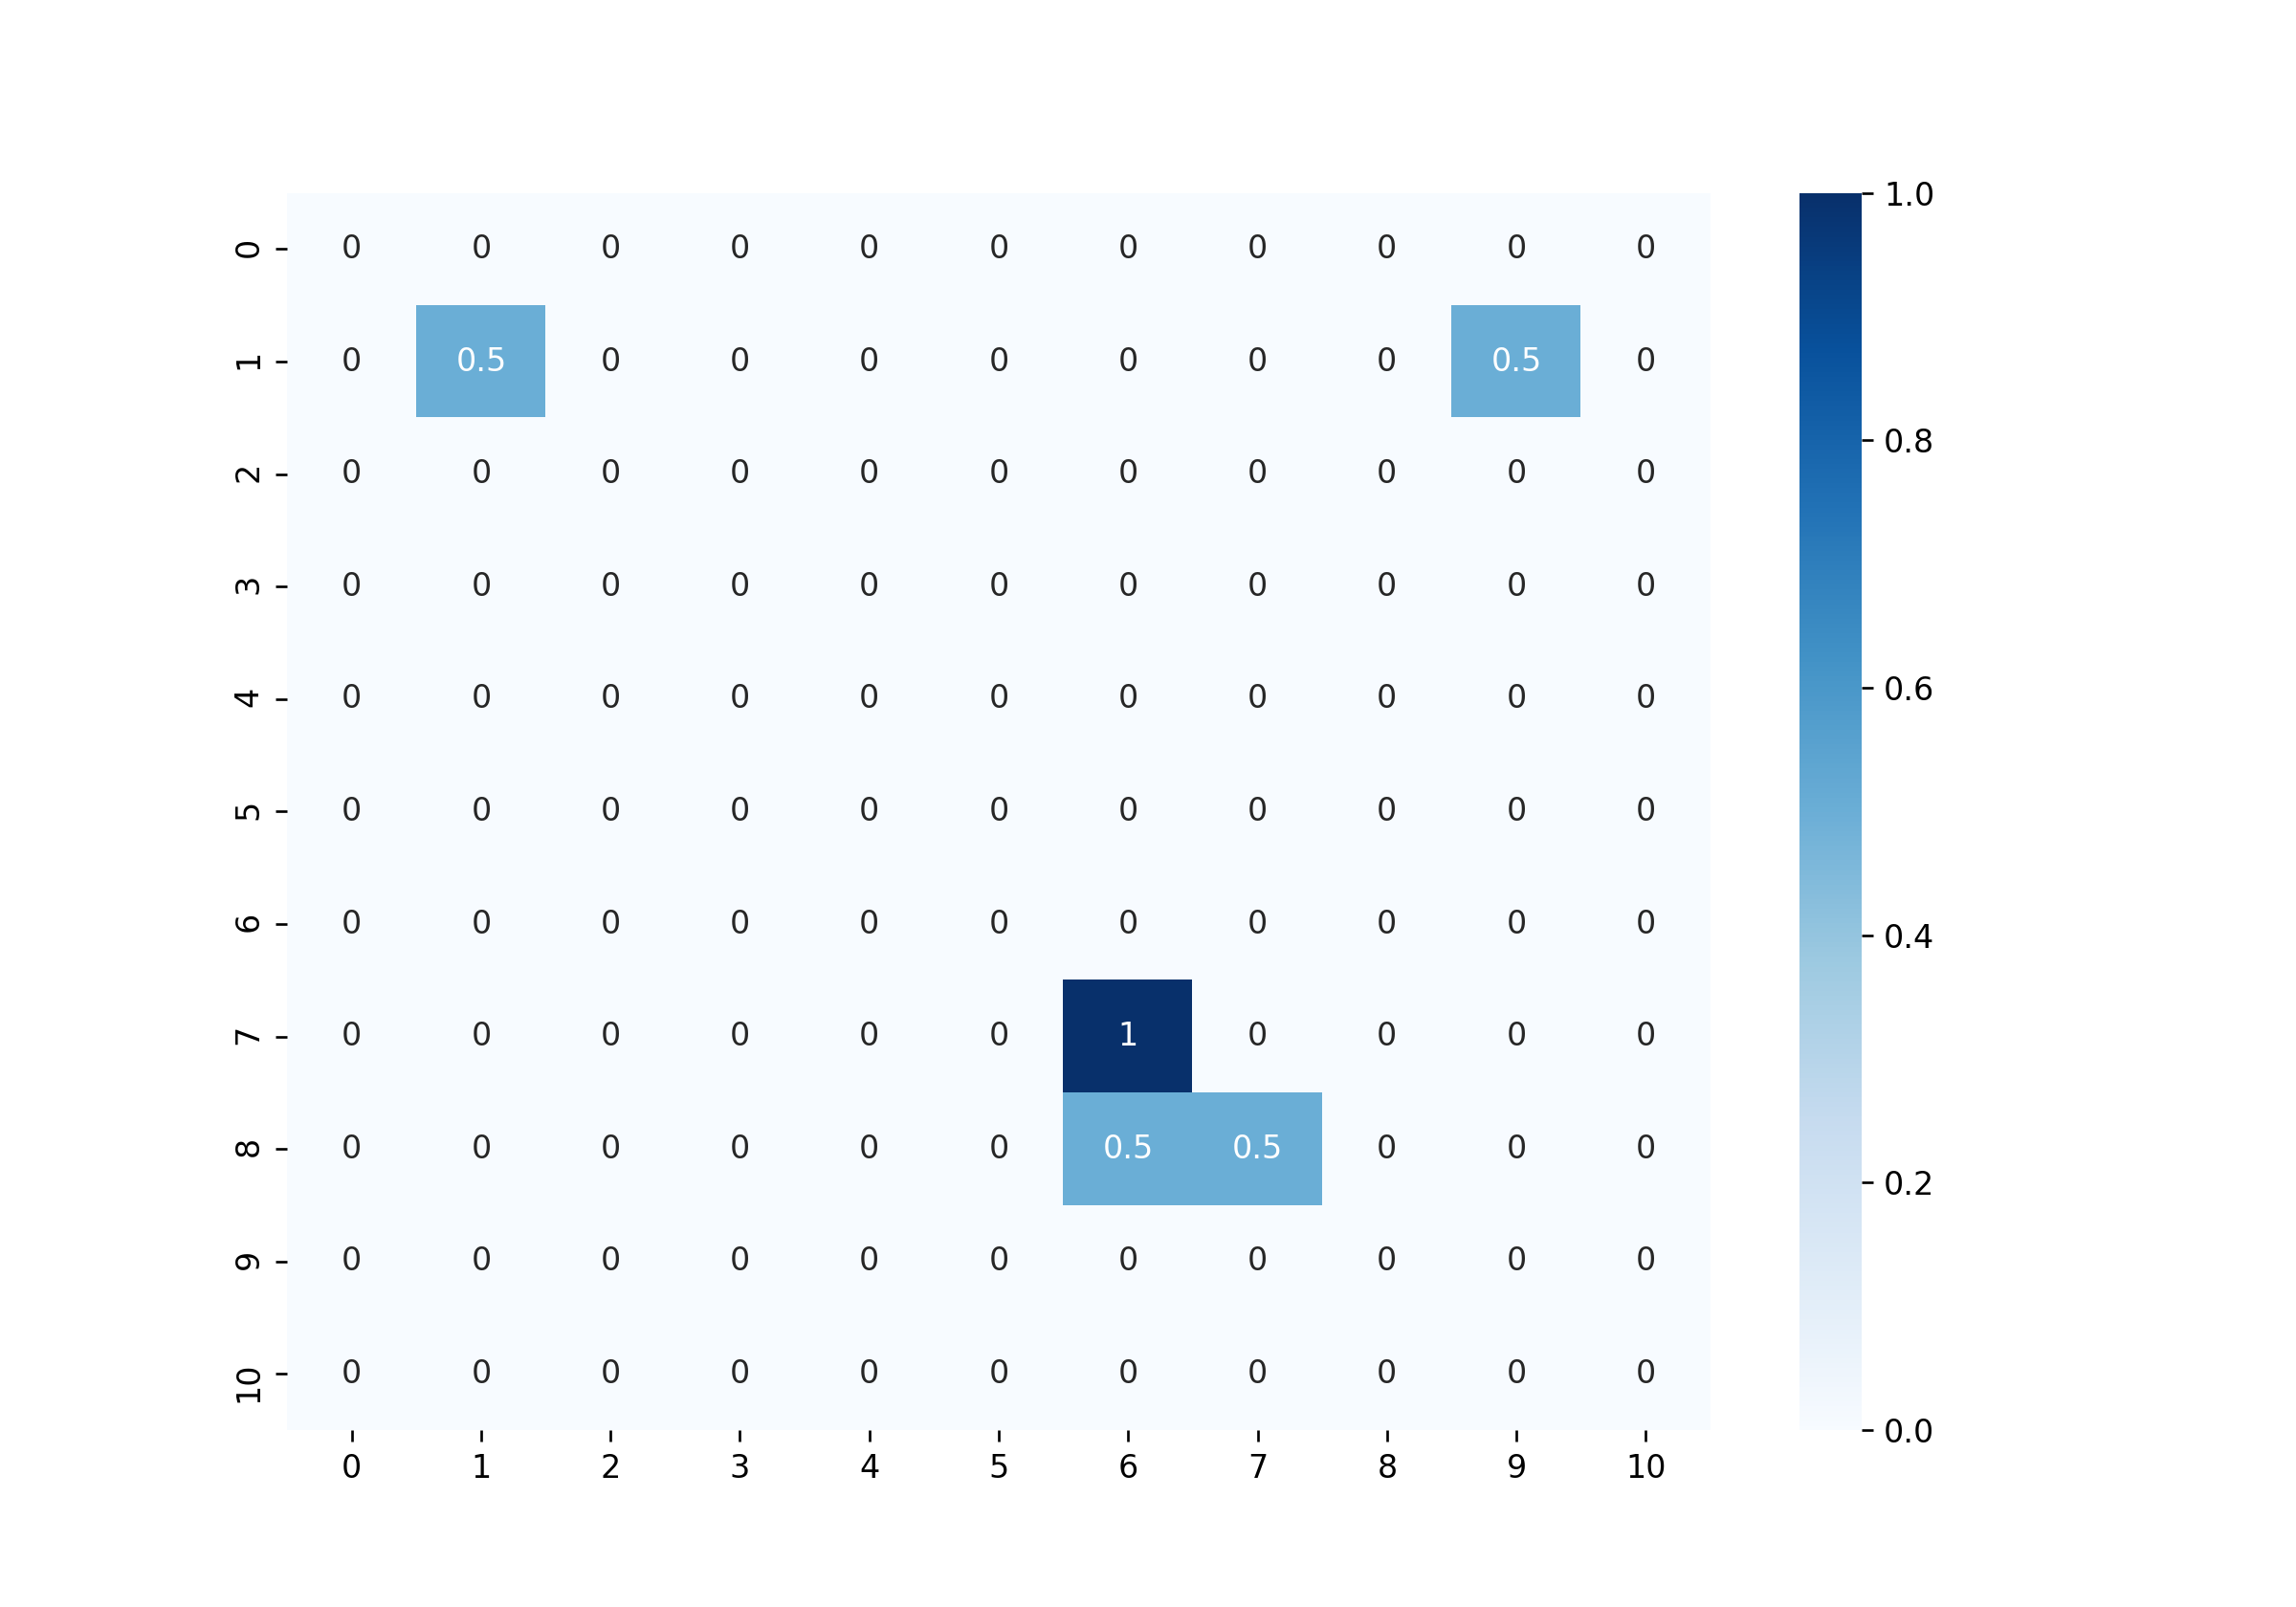 1.0
0 0 0 0 0 0 0 0 0 0 0 0
1 0 0.5 0 0 0 0 0 0 0 0.5 0
0.8
2 0 0 0 0 0 0 0 0 0 0 0
3 0 0 0 0 0 0 0 0 0 0 0
0.6
4 0 0 0 0 0 0 0 0 0 0 0
5 0 0 0 0 0 0 0 0 0 0 0
6 0 0 0 0 0 0 0 0 0 0 0
0.4
7 0 0 0 0 0 0 1 0 0 0 0
8 0 0 0 0 0 0 0.5 0.5 0 0 0
0.2
9 0 0 0 0 0 0 0 0 0 0 0
10 0 0 0 0 0 0 0 0 0 0 0
0.0
0 1 2 3 4 5 6 7 8 9 10